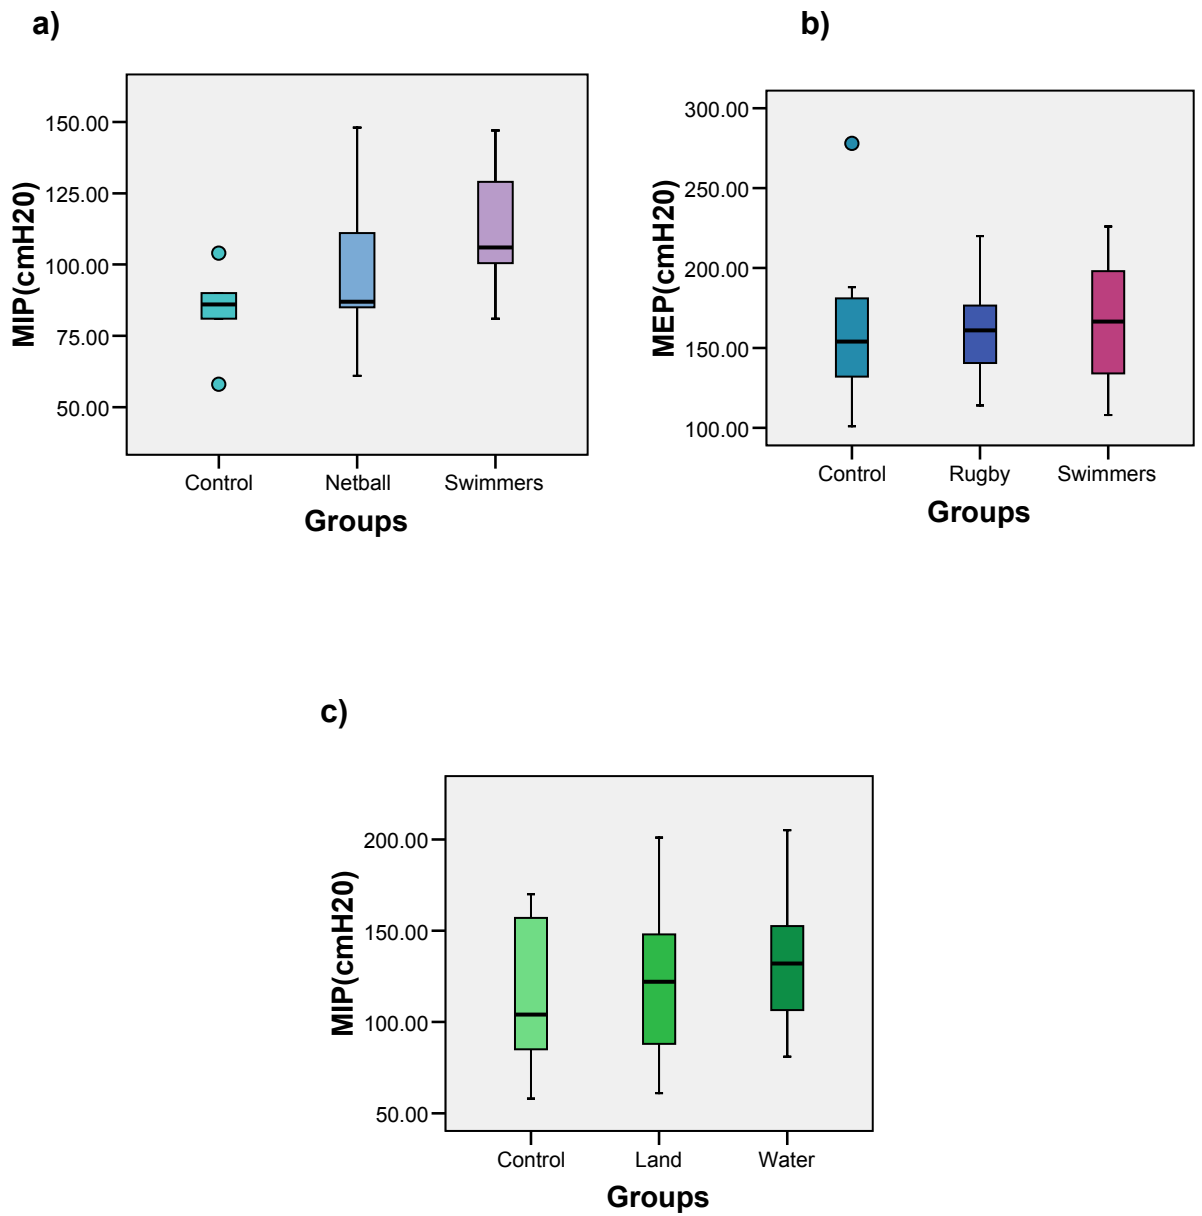 a)
MIP(cmH20)
150.00
125.00
100.00
75.00
50.00
Control Netball Swimmers
Groups
b)
MEP(cmH20)
300.00
250.00
200.00
150.00
100.00
Control Rugby Swimmers
Groups
c)
MIP(cmH20)
200.00
150.00
100.00
50.00
Control Land Water
Groups